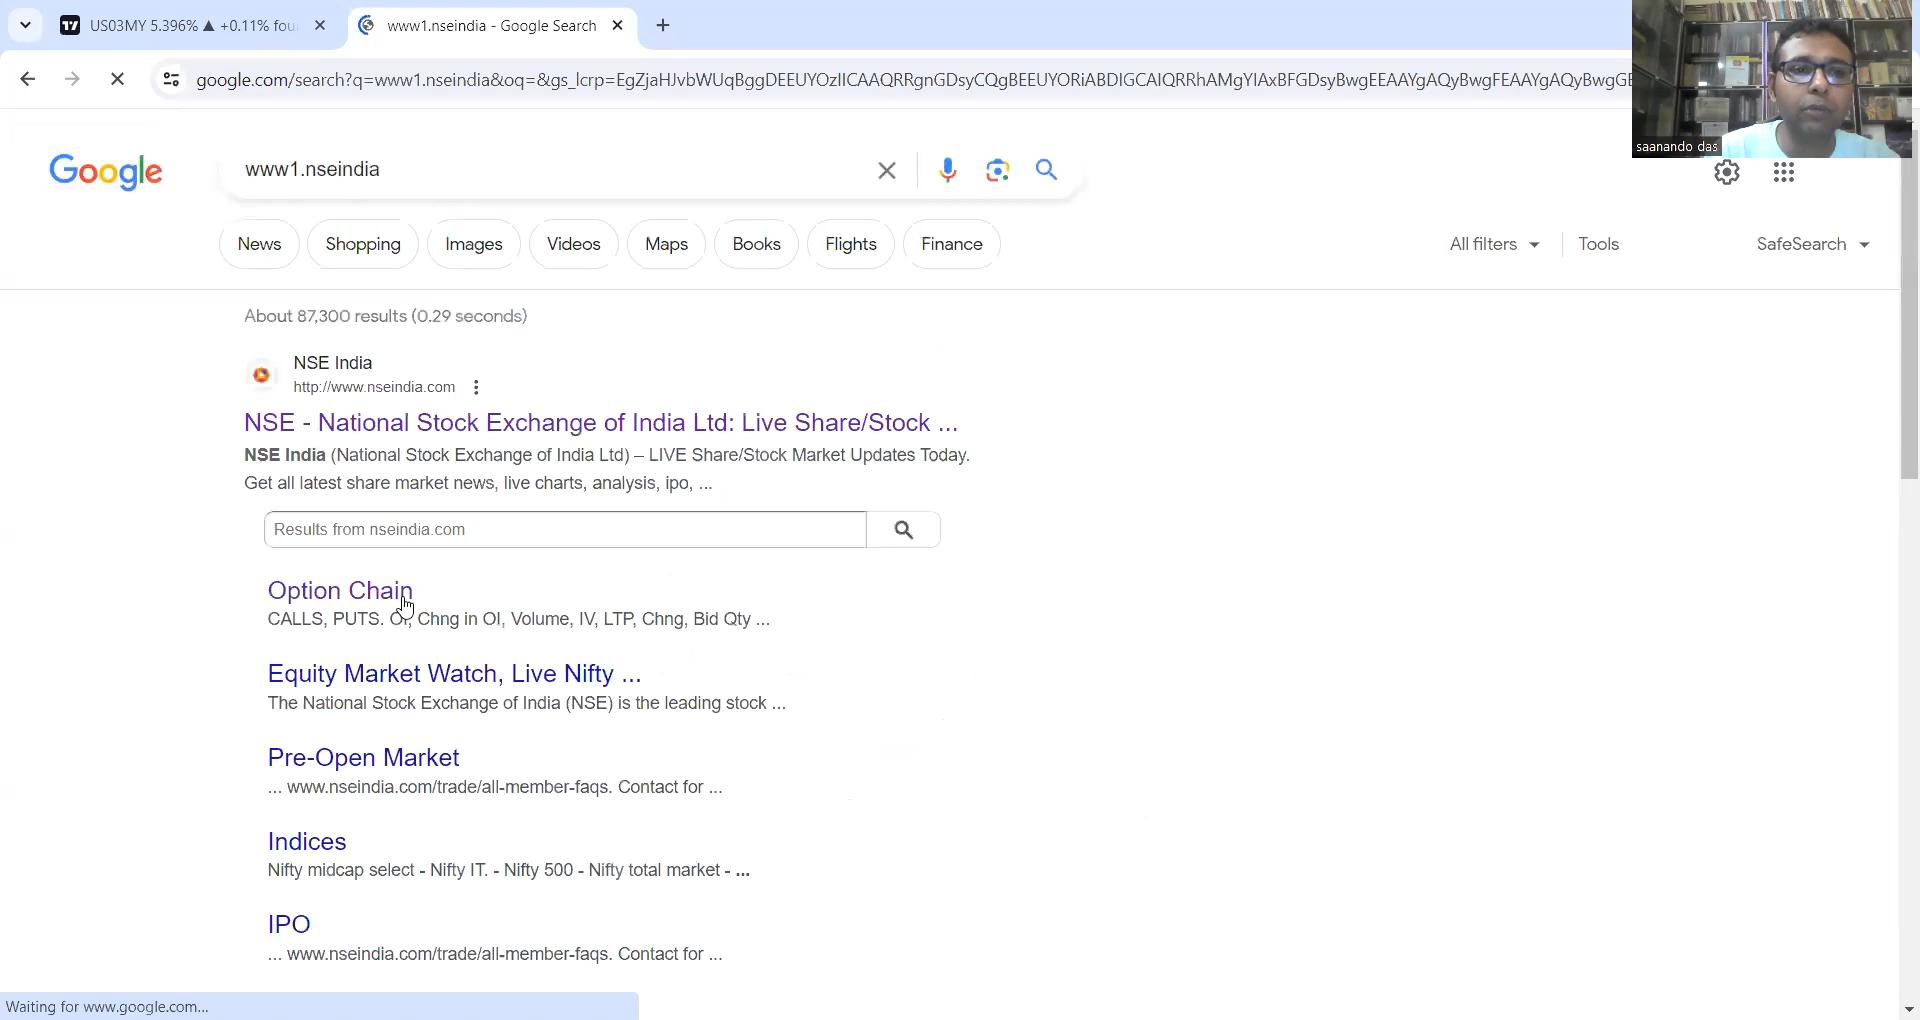 US03MY 5.396% ▲ +0.11%
www1.nseindia - Google Search
google.com/search?q=www1.nseindia&oq=&gs_lcrp=EgZjaHJvbWUqBggDEEUYOzIICAAQRRgnGDsyCQgBEEUYORiABDIGCAIQRRhAMgYIAxBFGDsyBwgEEAAYgAQyBwgFEAAYgAQyBwgG
saanando das
Google
www1.nseindia
News
Shopping
Images
Videos
Maps
Books
Flights
Finance
All filters
Tools
SafeSearch
About 87,300 results (0.29 seconds)
NSE India
http://www.nseindia.com
NSE - National Stock Exchange of India Ltd: Live Share/Stock ...
NSE India (National Stock Exchange of India Ltd) – LIVE Share/Stock Market Updates Today.
Get all latest share market news, live charts, analysis, ipo, ...
Results from nseindia.com
Option Chain
CALLS, PUTS. OI, Chng in OI, Volume, IV, LTP, Chng, Bid Qty ...
Equity Market Watch, Live Nifty ...
The National Stock Exchange of India (NSE) is the leading stock ...
Pre-Open Market
... www.nseindia.com/trade/all-member-faqs. Contact for ...
Indices
Nifty midcap select - Nifty IT. - Nifty 500 - Nifty total market - ...
IPO
... www.nseindia.com/trade/all-member-faqs. Contact for ...
Waiting for www.google.com...